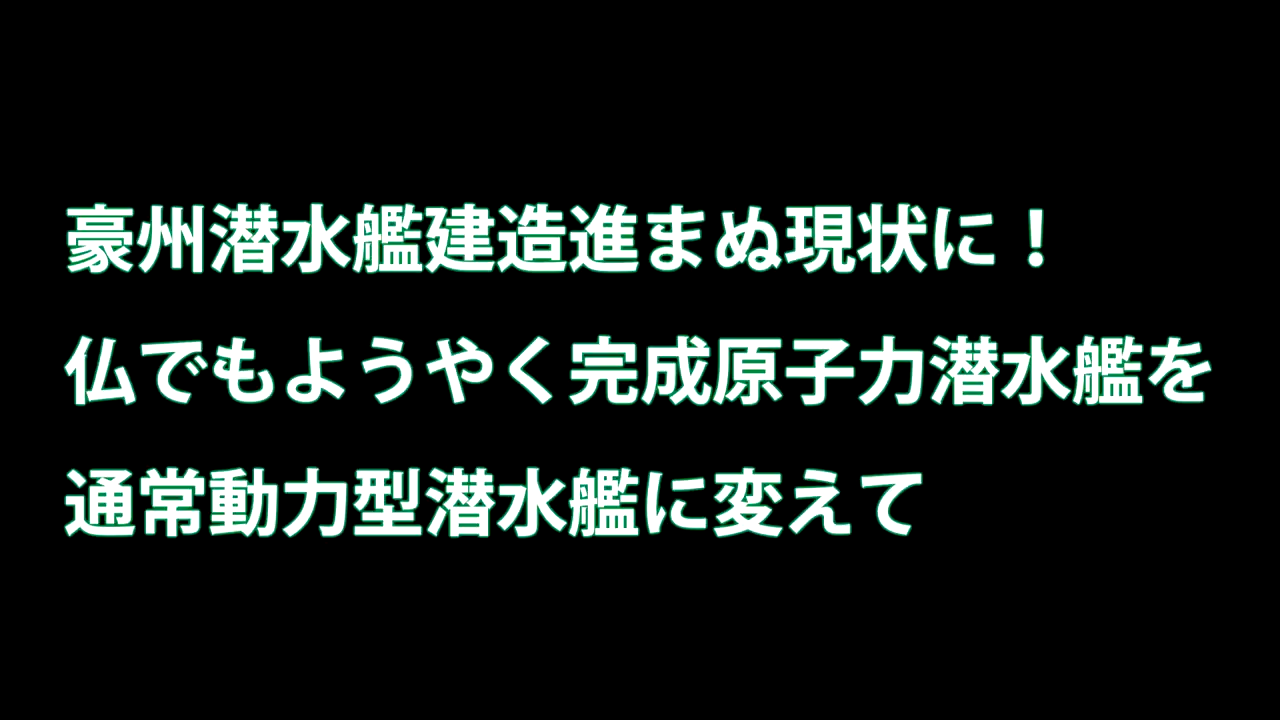 豪州潜水艦建造進まぬ現状に！
仏でもようやく完成原子力潜水艦を
通常動力型潜水艦に変えて